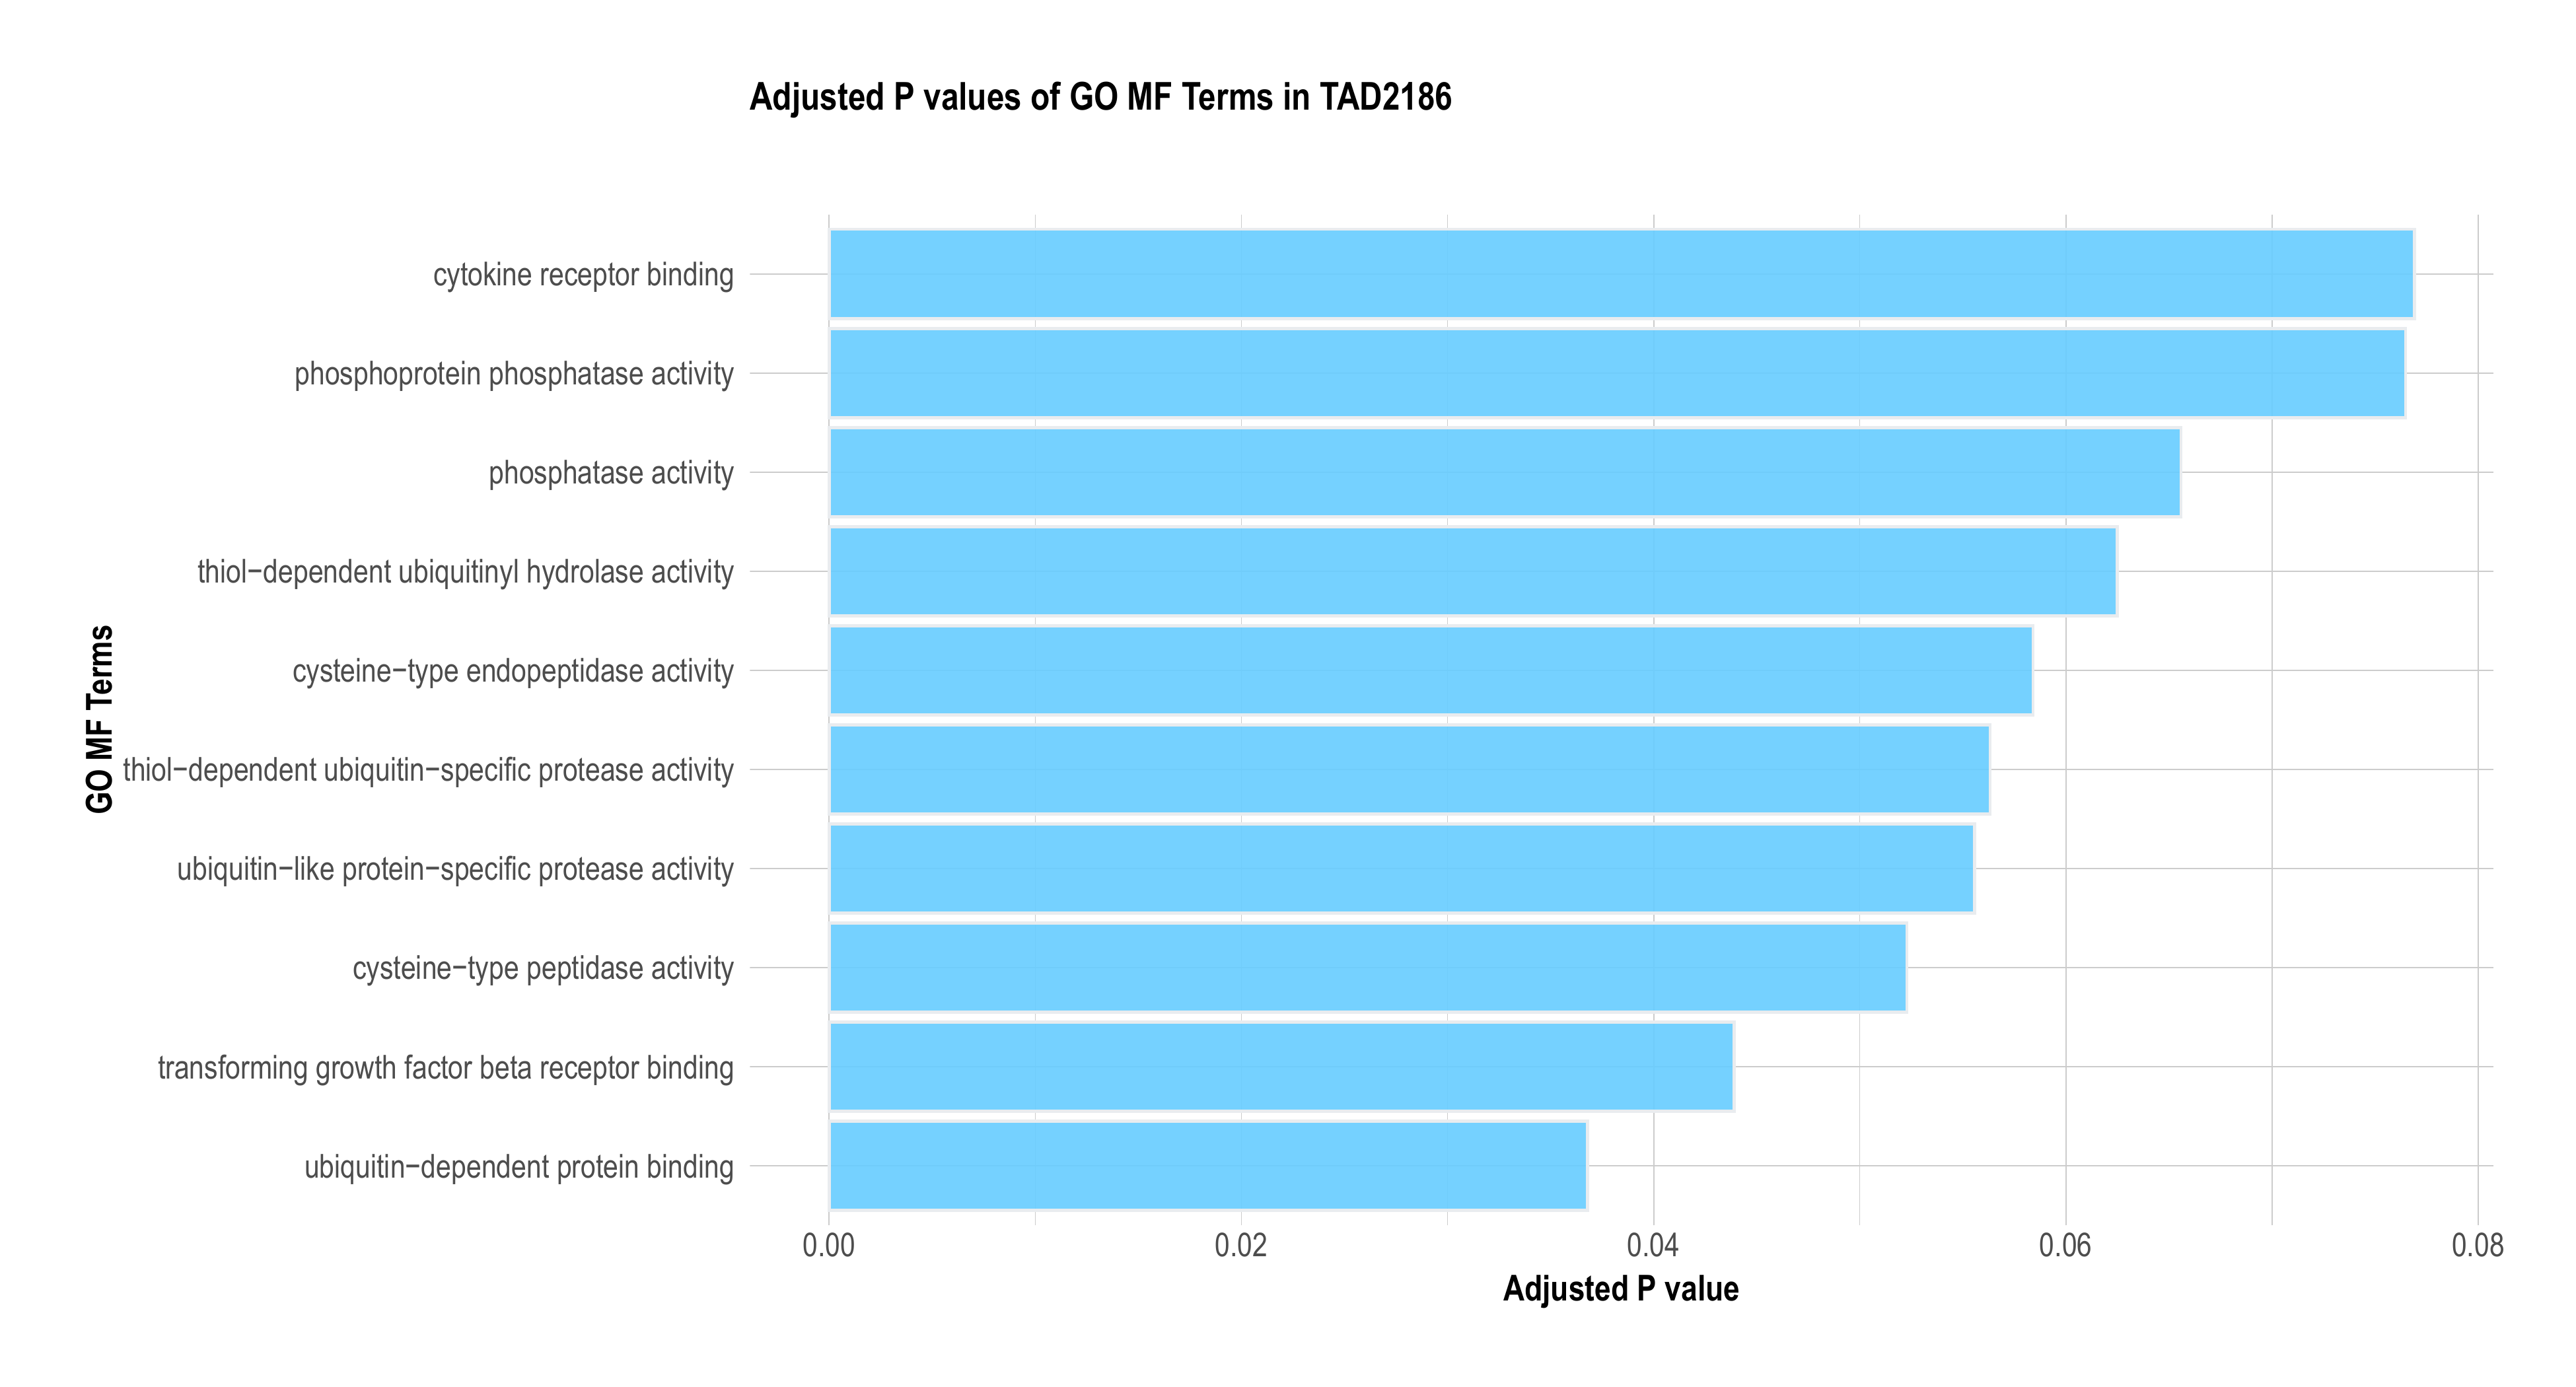 Adjusted P values of GO MF Terms in TAD2186
GO MF Terms
cytokine receptor binding
phosphoprotein phosphatase activity
phosphatase activity
thiol−dependent ubiquitinyl hydrolase activity
cysteine−type endopeptidase activity
thiol−dependent ubiquitin−specific protease activity
ubiquitin−like protein−specific protease activity
cysteine−type peptidase activity
transforming growth factor beta receptor binding
ubiquitin−dependent protein binding
0.00 0.02 0.04 0.06 0.08
Adjusted P value